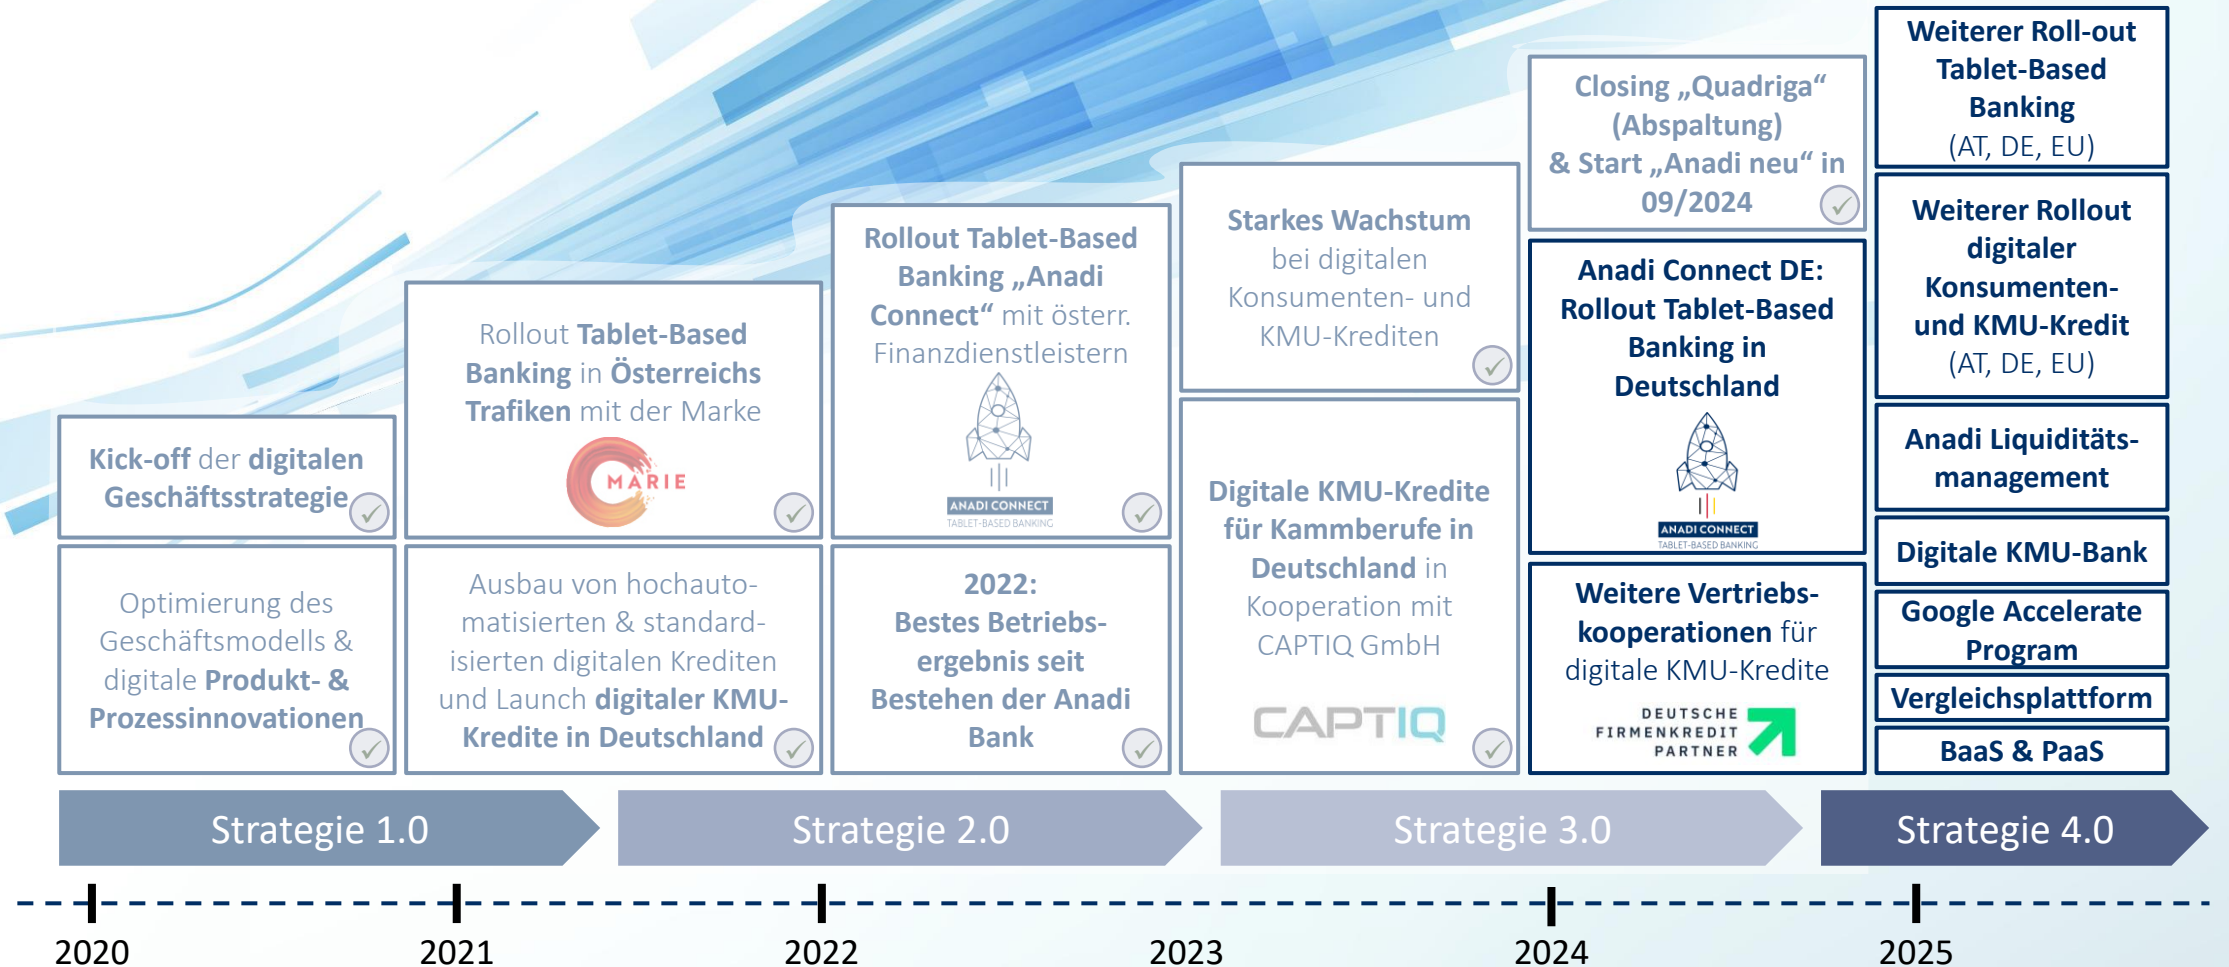 Kick-off der digitalen
Geschäftsstrategie
Optimierung des
Geschäftsmodells &
digitale Produkt- &
Prozessinnovationen
Rollout Tablet-Based
Banking in Österreichs
Trafiken mit der Marke
MARIE
Ausbau von hochauto-
matisierten & standard-
isierten digitalen Krediten
und Launch digitaler KMU-
Kredite in Deutschland
Rollout Tablet-Based
Banking „Anadi
Connect“ mit österr.
Finanzdienstleistern
ANADI CONNECT
TABLET-BASED BANKING
2022:
Bestes Betriebs-
ergebnis seit
Bestehen der Anadi
Bank
Starkes Wachstum
bei digitalen
Konsumenten- und
KMU-Krediten
Digitale KMU-Kredite
für Kammberufe in
Deutschland in
Kooperation mit
CAPTIQ GmbH
CAPTIQ
Closing „Quadriga“
(Abspaltung)
& Start „Anadi neu“ in
09/2024
Anadi Connect DE:
Rollout Tablet-Based
Banking in
Deutschland
ANADI CONNECT
TABLET-BASED BANKING
Weitere Vertriebs-
kooperationen für
digitale KMU-Kredite
DEUTSCHE
FIRMENKREDIT
PARTNER
Weiterer Roll-out
Tablet-Based
Banking
(AT, DE, EU)
Weiterer Rollout
digitaler
Konsumenten-
und KMU-Kredit
(AT, DE, EU)
Anadi Liquiditäts-
management
Digitale KMU-Bank
Google Accelerate
Program
Vergleichsplattform
BaaS & PaaS
Strategie 1.0
Strategie 2.0
Strategie 3.0
Strategie 4.0
2020
2021
2022
2023
2024
2025